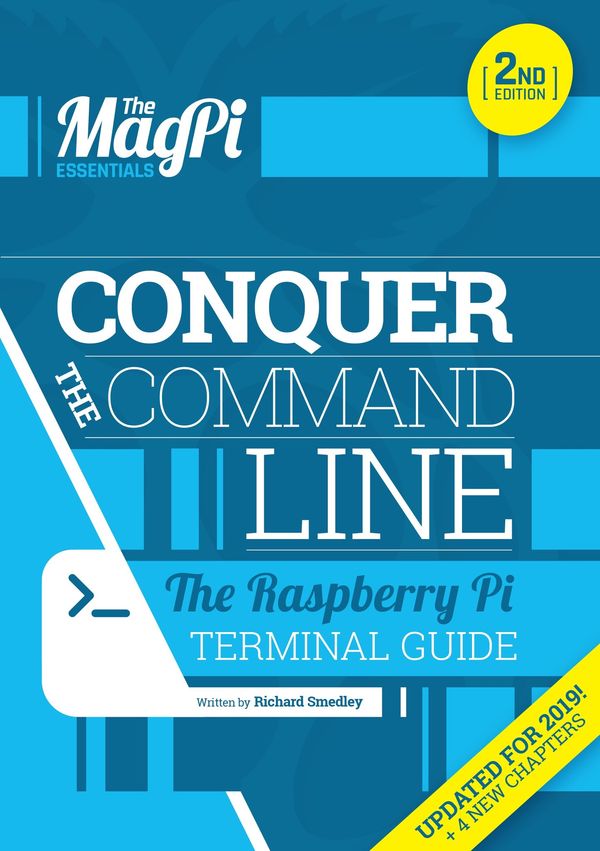 [ 2ND
EDITION ]
The
MagPi
ESSENTIALS
CONQUER
THE
COMMAND
LINE
>_
The Raspberry Pi
TERMINAL GUIDE
Written by Richard Smedley
UPDATED FOR 2019!
+ 4 NEW CHAPTERS